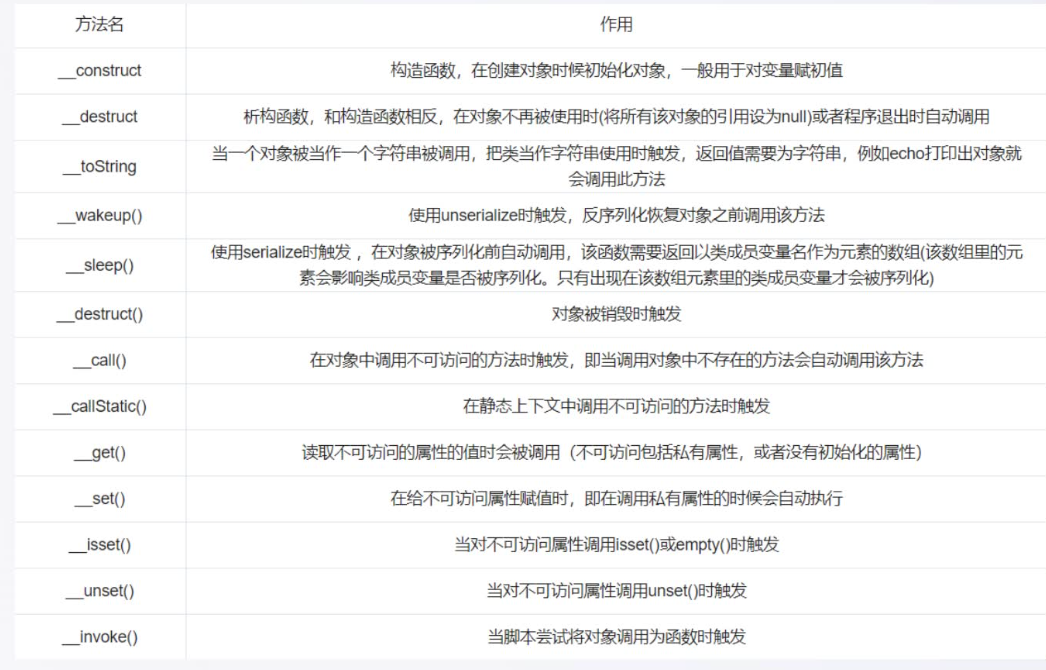 方法名 作用
__construct 构造函数，在创建对象时候初始化对象，一般用于对变量赋初值
__destruct 析构函数，和构造函数相反，在对象不再被使用时(将所有该对象的引用设为null)或者程序退出时自动调用
__toString 当一个对象被当作一个字符串被调用，把类当作字符串使用时触发，返回值需要为字符串，例如echo打印出对象就
会调用此方法
__wakeup() 使用unserialize时触发，反序列化恢复对象之前调用该方法
__sleep() 使用serialize时触发 ，在对象被序列化前自动调用，该函数需要返回以类成员变量名作为元素的数组(该数组里的元
素会影响类成员变量是否被序列化。只有出现在该数组元素里的类成员变量才会被序列化)
__destruct() 对象被销毁时触发
__call() 在对象中调用不可访问的方法时触发，即当调用对象中不存在的方法会自动调用该方法
__callStatic() 在静态上下文中调用不可访问的方法时触发
__get() 读取不可访问的属性的值时会被调用（不可访问包括私有属性，或者没有初始化的属性）
__set() 在给不可访问属性赋值时，即在调用私有属性的时候会自动执行
__isset() 当对不可访问属性调用isset()或empty()时触发
__unset() 当对不可访问属性调用unset()时触发
__invoke() 当脚本尝试将对象调用为函数时触发